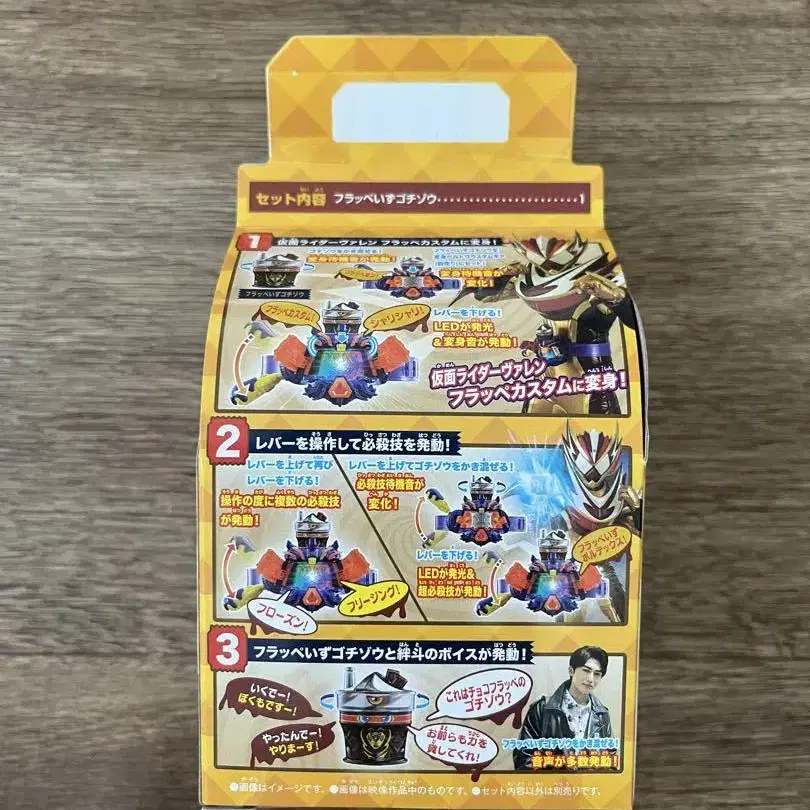 セット内容 フラッペいずゴチゾウ……………………1
1 仮面ライダーヴァレン フラッペカスタムに変身！
変身待機音が発動！
フラッペいずゴチゾウ
変身待機音が
変化！
フラッペカスタム！
シャリシャリ！
レバーを下げる！
LEDが発光
&変身音が発動！
仮面ライダーヴァレン
フラッペカスタムに変身！
2 レバーを操作して必殺技を発動！
レバーを上げて再び
レバーを下げる！
操作の度に複数の必殺技
が発動！
フローズン！
フリージング！
レバーを上げてゴチゾウをかき混ぜる！
必殺技待機音が
変化！
レバーを下げる！
LEDが発光&
超必殺技が発動！
フラッペいず
ボルテックス！
3 フラッペいずゴチゾウと絆斗のボイスが発動！
いくでー！
ぼくもですー！
やったんでー！
やりまーす！
これはチョコフラッペの
ゴチゾウ？
お前らも力を
貸してくれ！
フラッペいずゴチゾウをかき混ぜる！
音声が多数発動！
●画像はイメージです。 ●画像は映像作品中のものです。 ●セット内容以外は別売りです。